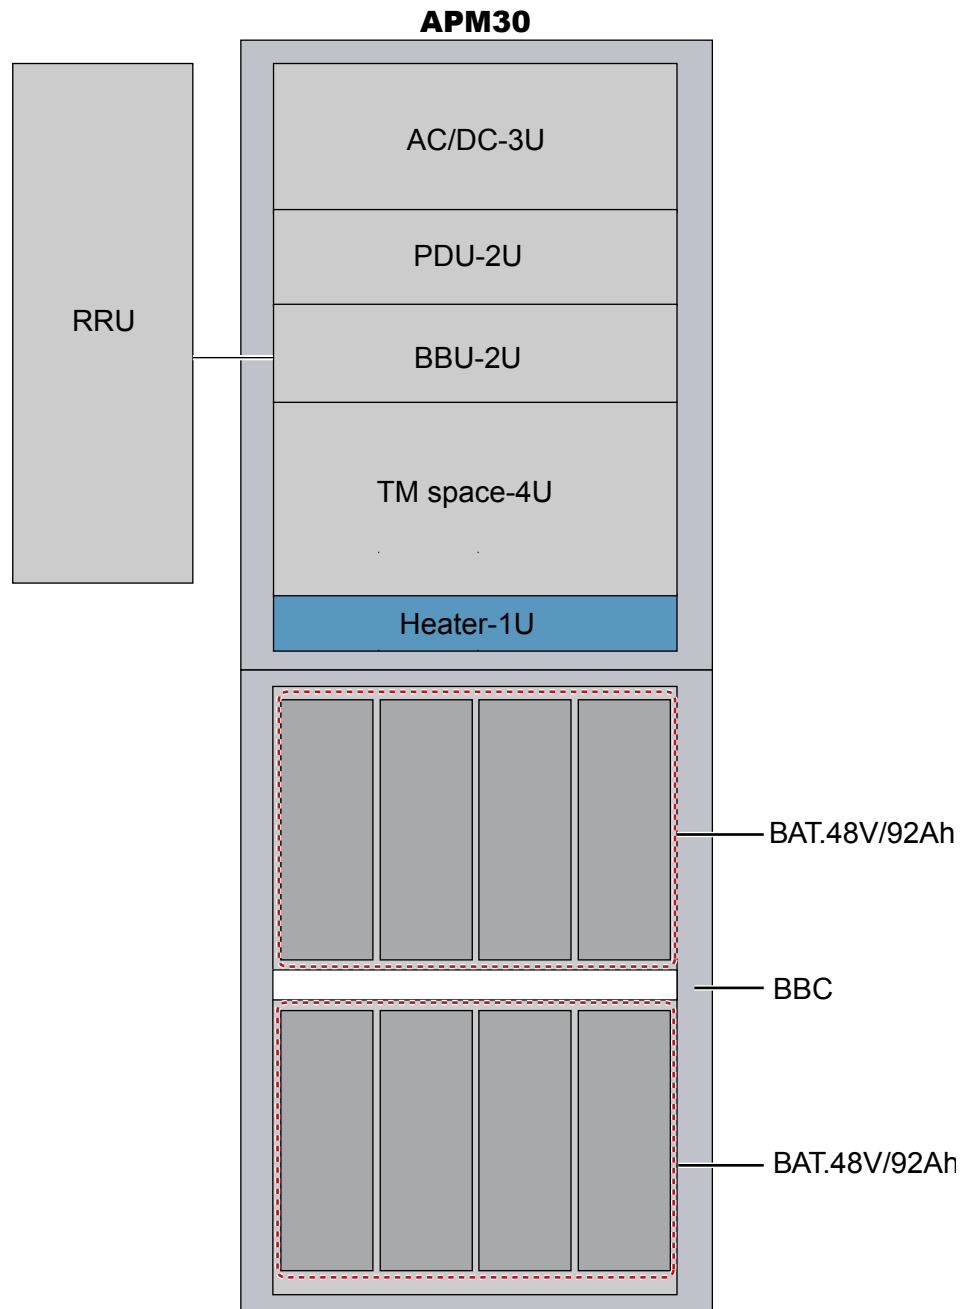 APM30
AC/DC-3U
PDU-2U
RRU
BBU-2U
TM space-4U
Heater-1U
BAT.48V/92Ah
BBC
BAT.48V/92Ah